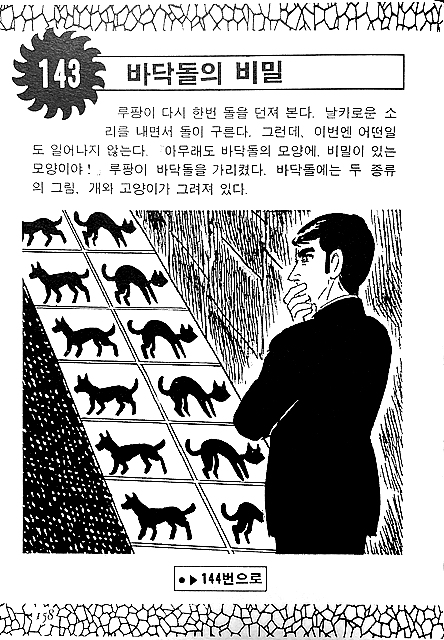 143
바닥돌의 비밀
루팡이 다시 한번 돌을 던져 본다. 날카로운 소
리를 내면서 돌이 구른다. 그런데, 이번엔 어떤일
도 일어나지 않는다. 「아무래도 바닥돌의 모양에, 비밀이 있는
모양이야!」 루팡이 바닥돌을 가리켰다. 바닥돌에는 두 종류
의 그림, 개와 고양이가 그려져 있다.
●▶144번으로
158